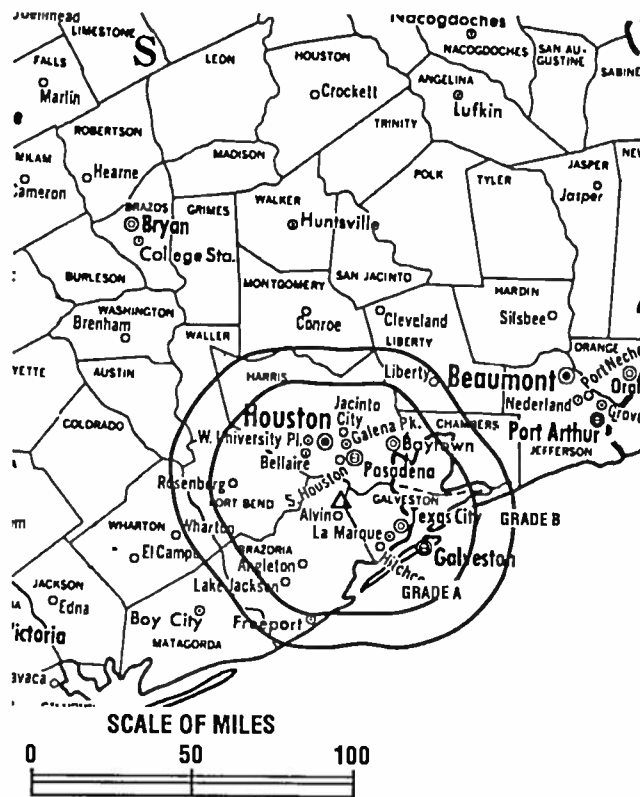 LIMESTONE
Nacogdoches
S
LEON
HOUSTON
NACOGDOCHES
SAN AU-
GUSTINE
FALLS
Marlin
Crockett
ANGELINA
Lufkin
ROBERTSON
TRINITY
MADISON
MILAM
Hearne
POLK
TYLER
JASPER
Jasper
BRAZOS
GRIMES
WALKER
Bryan
Huntsville
College Sta.
BURLESON
MONTGOMERY
SAN JACINTO
HARDIN
WASHINGTON
Brenham
Conroe
Cleveland
Silsbee
WALLER
LIBERTY
ORANGE
AUSTIN
HARRIS
Liberty
Beaumont
Nederland
COLORADO
Houston
Jacinto
City
Galena Pk.
CHAMBERS
Port Arthur
W. University Pl.
Baytown
JEFFERSON
Bellaire
Pasadena
Rosenberg
S. Houston
FORT BEND
GALVESTON
Alvin
Texas City
GRADE B
WHARTON
Wharton
La Marque
El Campo
BRAZORIA
Angleton
Galveston
JACKSON
Lake Jackson
GRADE A
Edna
Bay City
Freeport
MATAGORDA
SCALE OF MILES
0 50 100